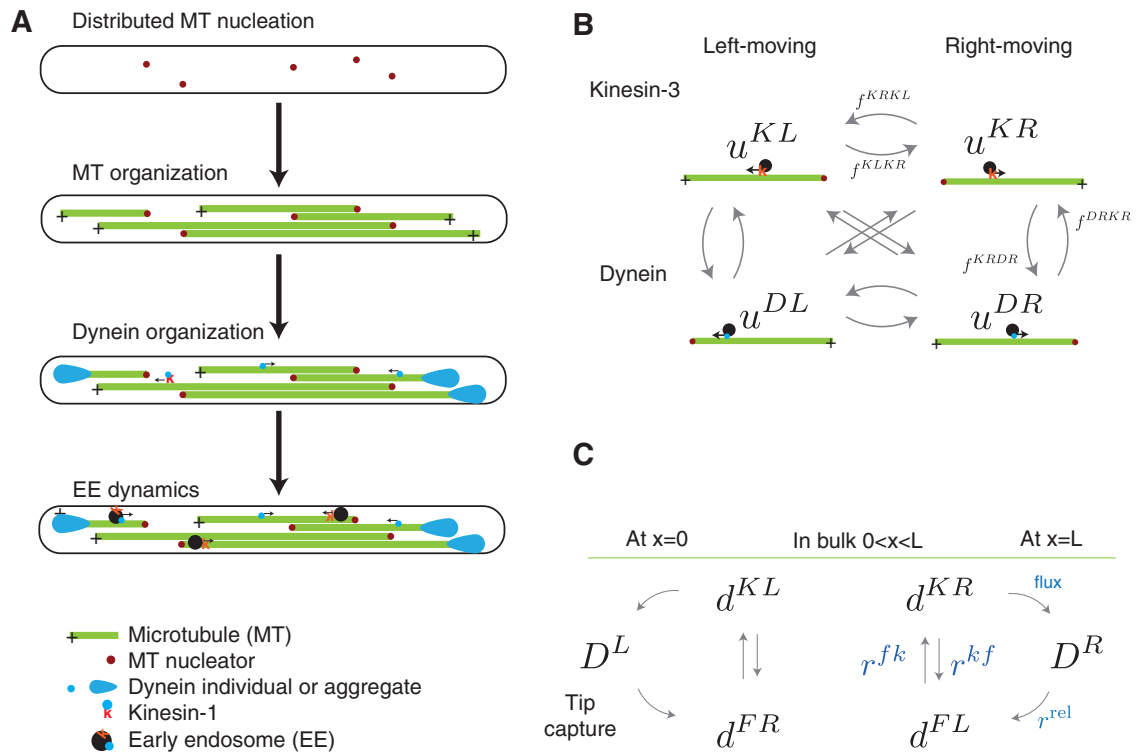 A
Distributed MT nucleation
MT organization
+ + + + +
Dynein organization
+ +
K
EE dynamics
+ + +
K K K
+ Microtubule (MT)
MT nucleator
Dynein individual or aggregate
K Kinesin-1
K Early endosome (EE)
B
Left-moving Right-moving
Kinesin-3
f^{KRKL}
u^{KL} u^{KR}
K K
f^{KLKR}
+ +
f^{DRKR}
Dynein f^{KRDR}
u^{DL} u^{DR}
+ +
C
At x=0 In bulk 0<x<L At x=L
d^{KL} d^{KR} flux
D^L r^{fk} r^{kf} D^R
Tip
capture
d^{FR} d^{FL} r^{rel}